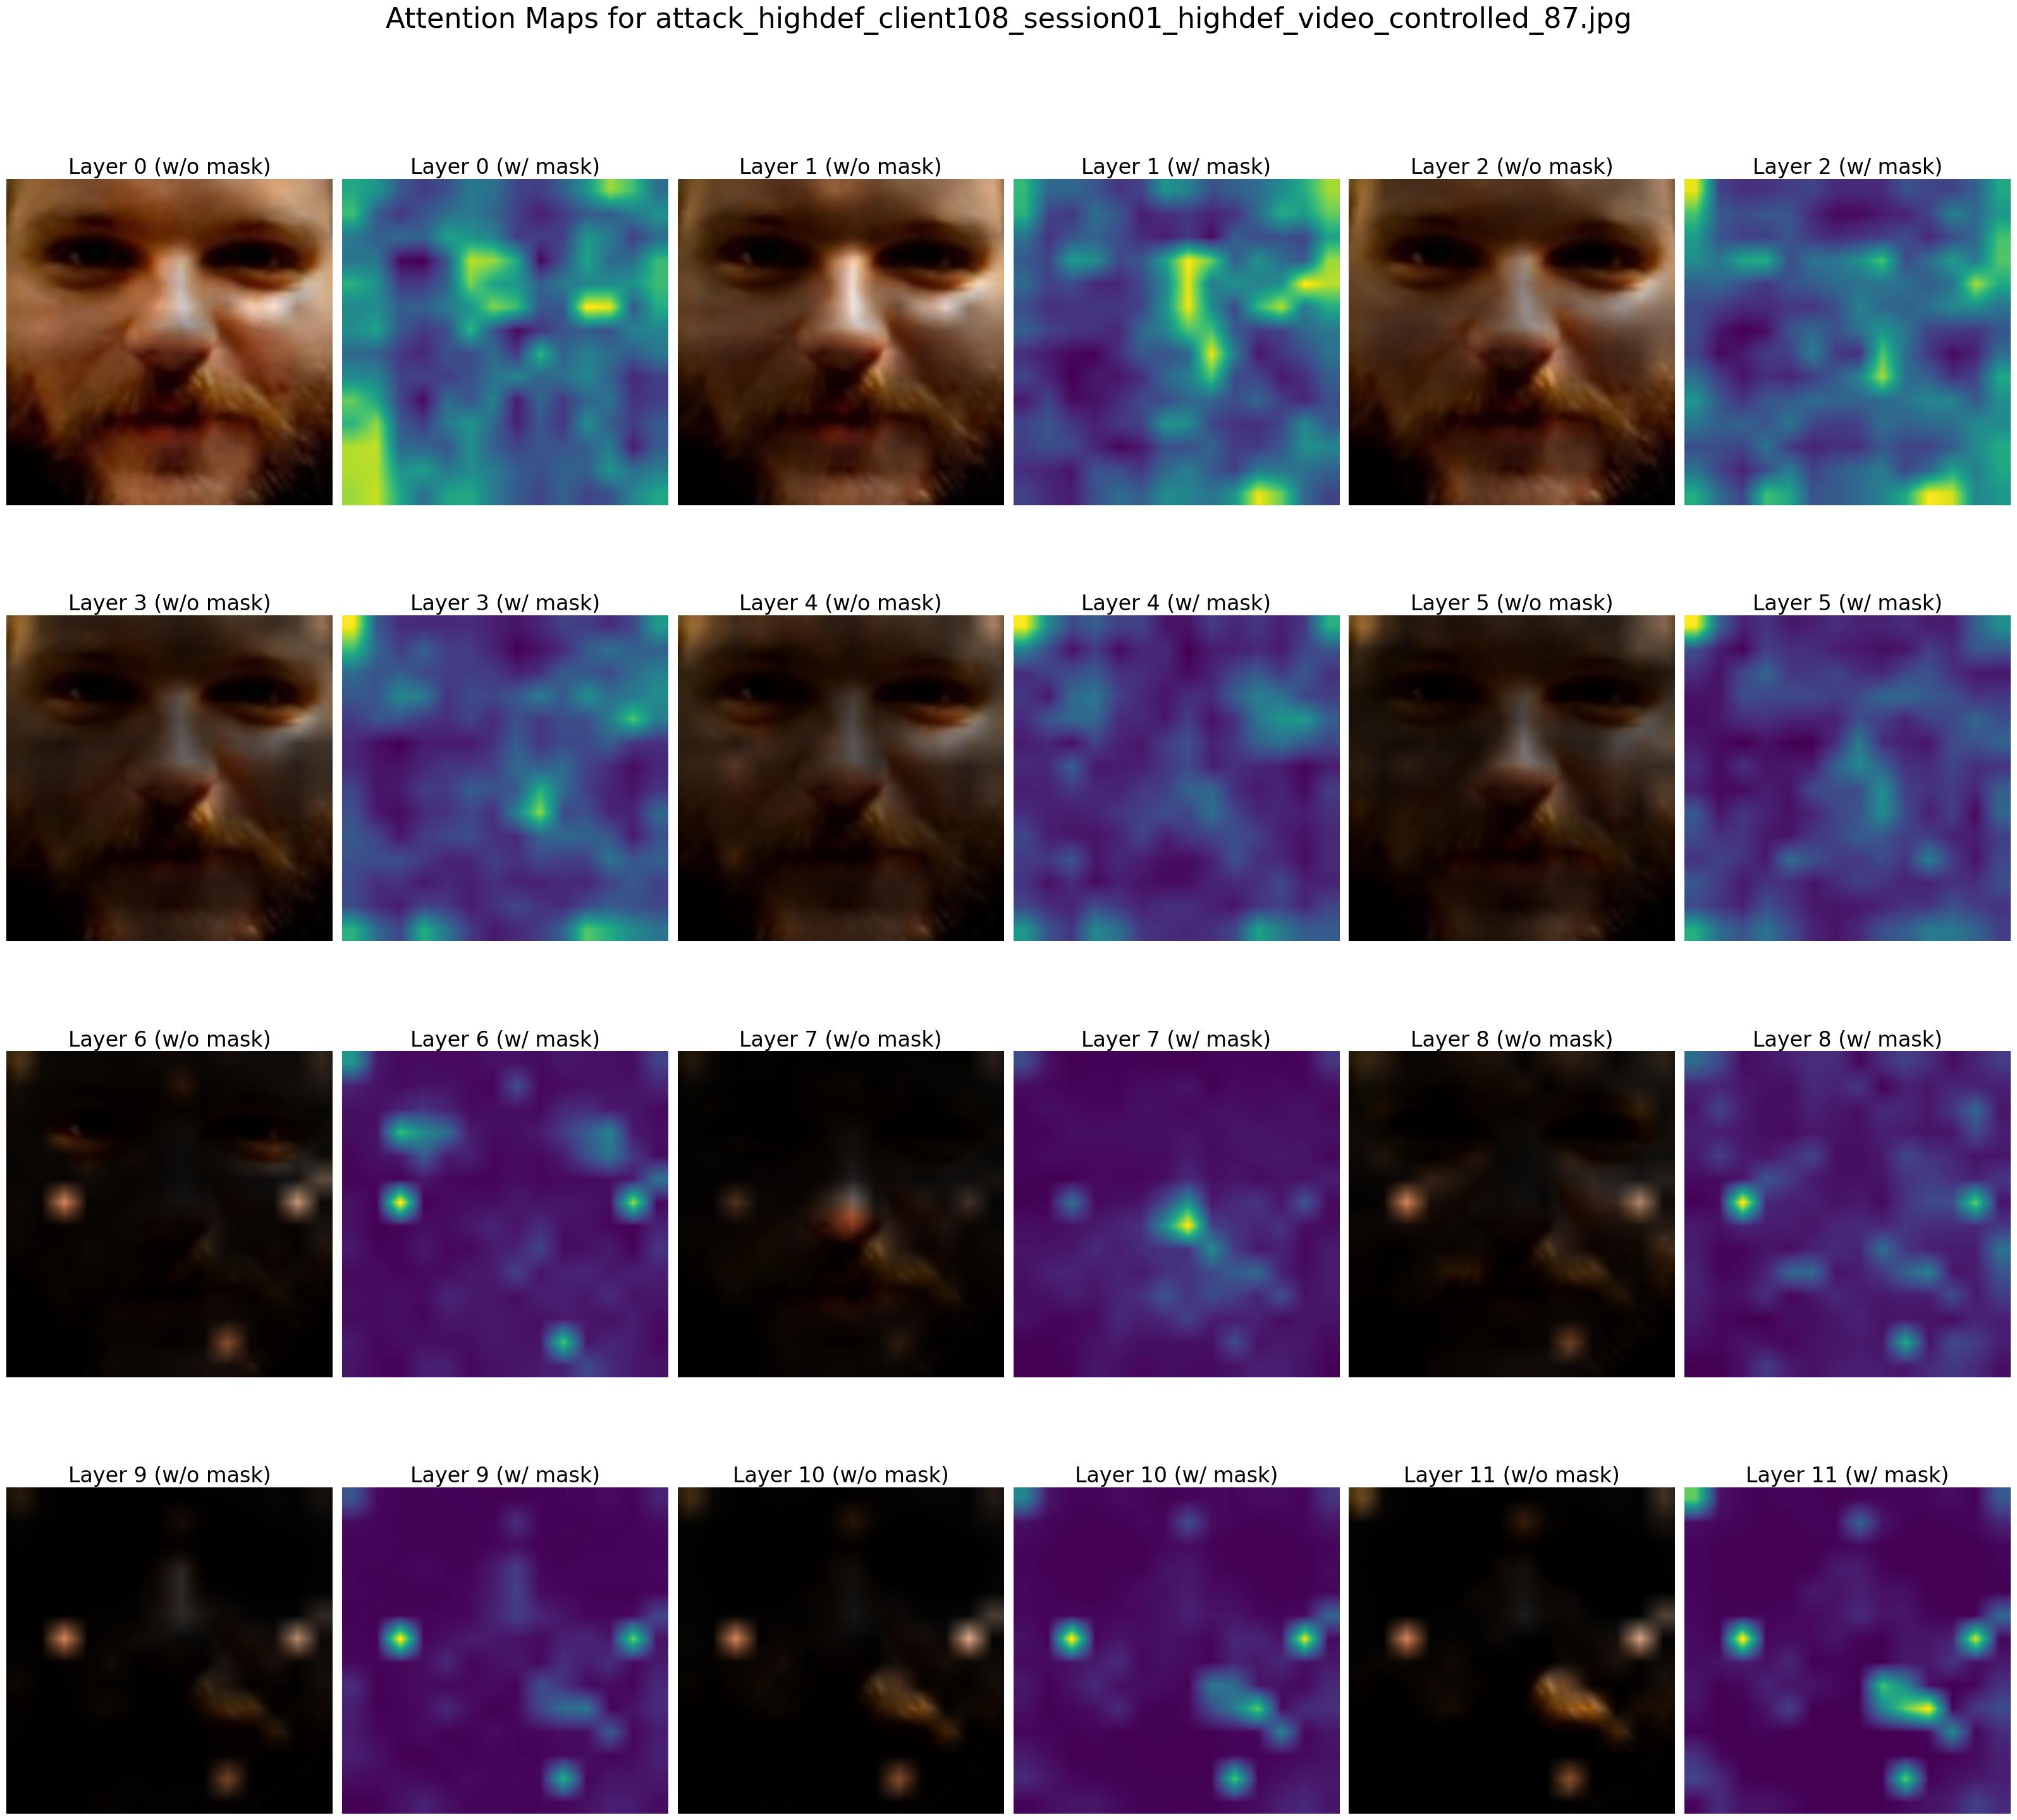 Attention Maps for attack_highdef_client108_session01_highdef_video_controlled_87.jpg
Layer 0 (w/o mask) Layer 0 (w/ mask) Layer 1 (w/o mask) Layer 1 (w/ mask) Layer 2 (w/o mask) Layer 2 (w/ mask)
Layer 3 (w/o mask) Layer 3 (w/ mask) Layer 4 (w/o mask) Layer 4 (w/ mask) Layer 5 (w/o mask) Layer 5 (w/ mask)
Layer 6 (w/o mask) Layer 6 (w/ mask) Layer 7 (w/o mask) Layer 7 (w/ mask) Layer 8 (w/o mask) Layer 8 (w/ mask)
Layer 9 (w/o mask) Layer 9 (w/ mask) Layer 10 (w/o mask) Layer 10 (w/ mask) Layer 11 (w/o mask) Layer 11 (w/ mask)